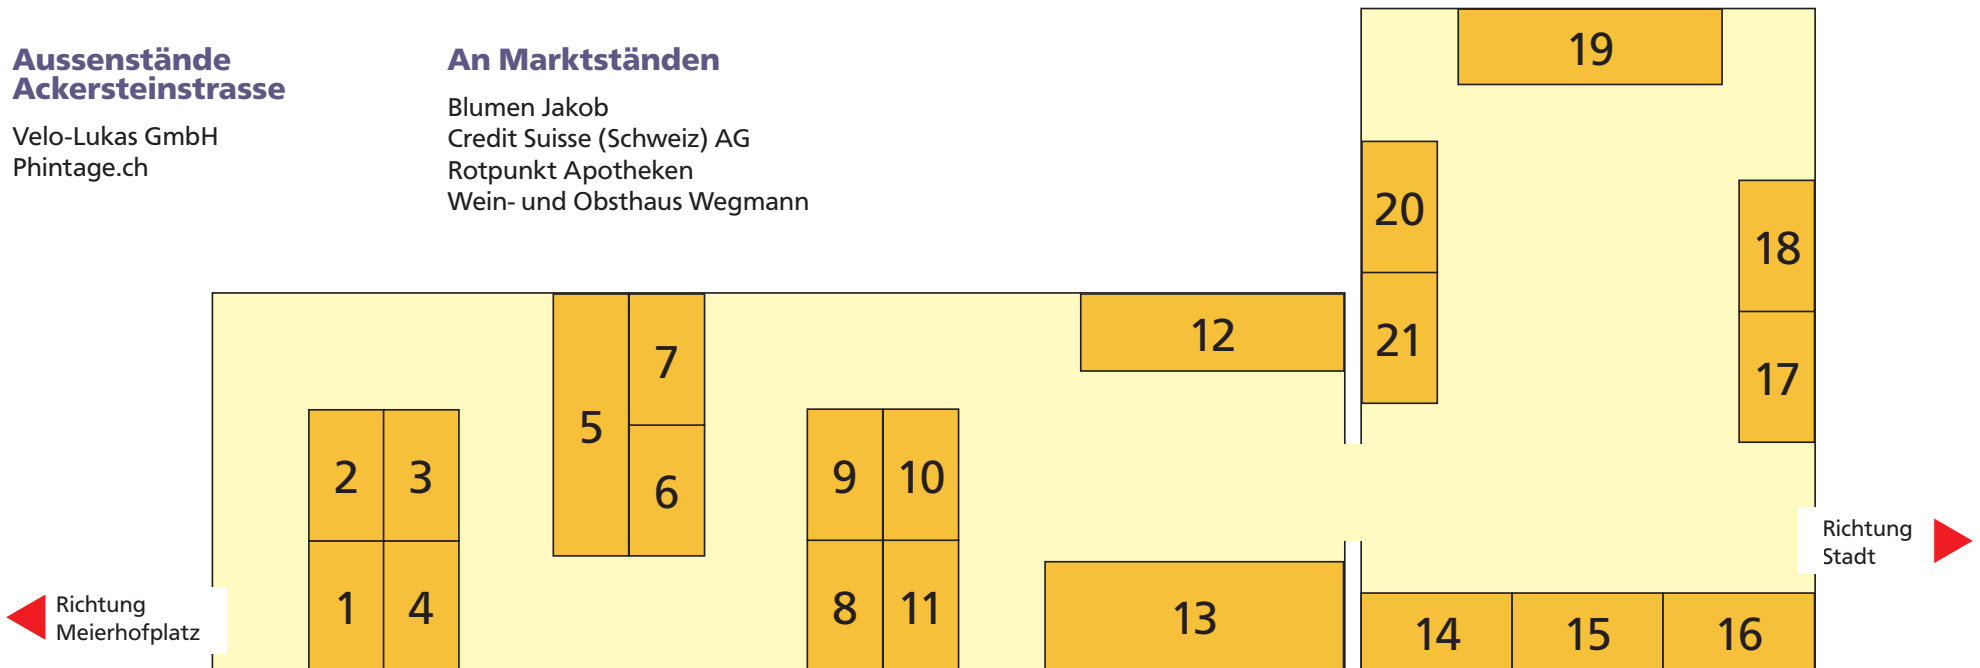 Aussenstände
Ackersteinstrasse
Velo-Lukas GmbH
Phintage.ch
An Marktständen
Blumen Jakob
Credit Suisse (Schweiz) AG
Rotpunkt Apotheken
Wein- und Obsthaus Wegmann
19
20
18
21
17
12
7
5
6
2
3
9
10
1
4
8
11
13
14
15
16
Richtung
Meierhofplatz
Richtung
Stadt